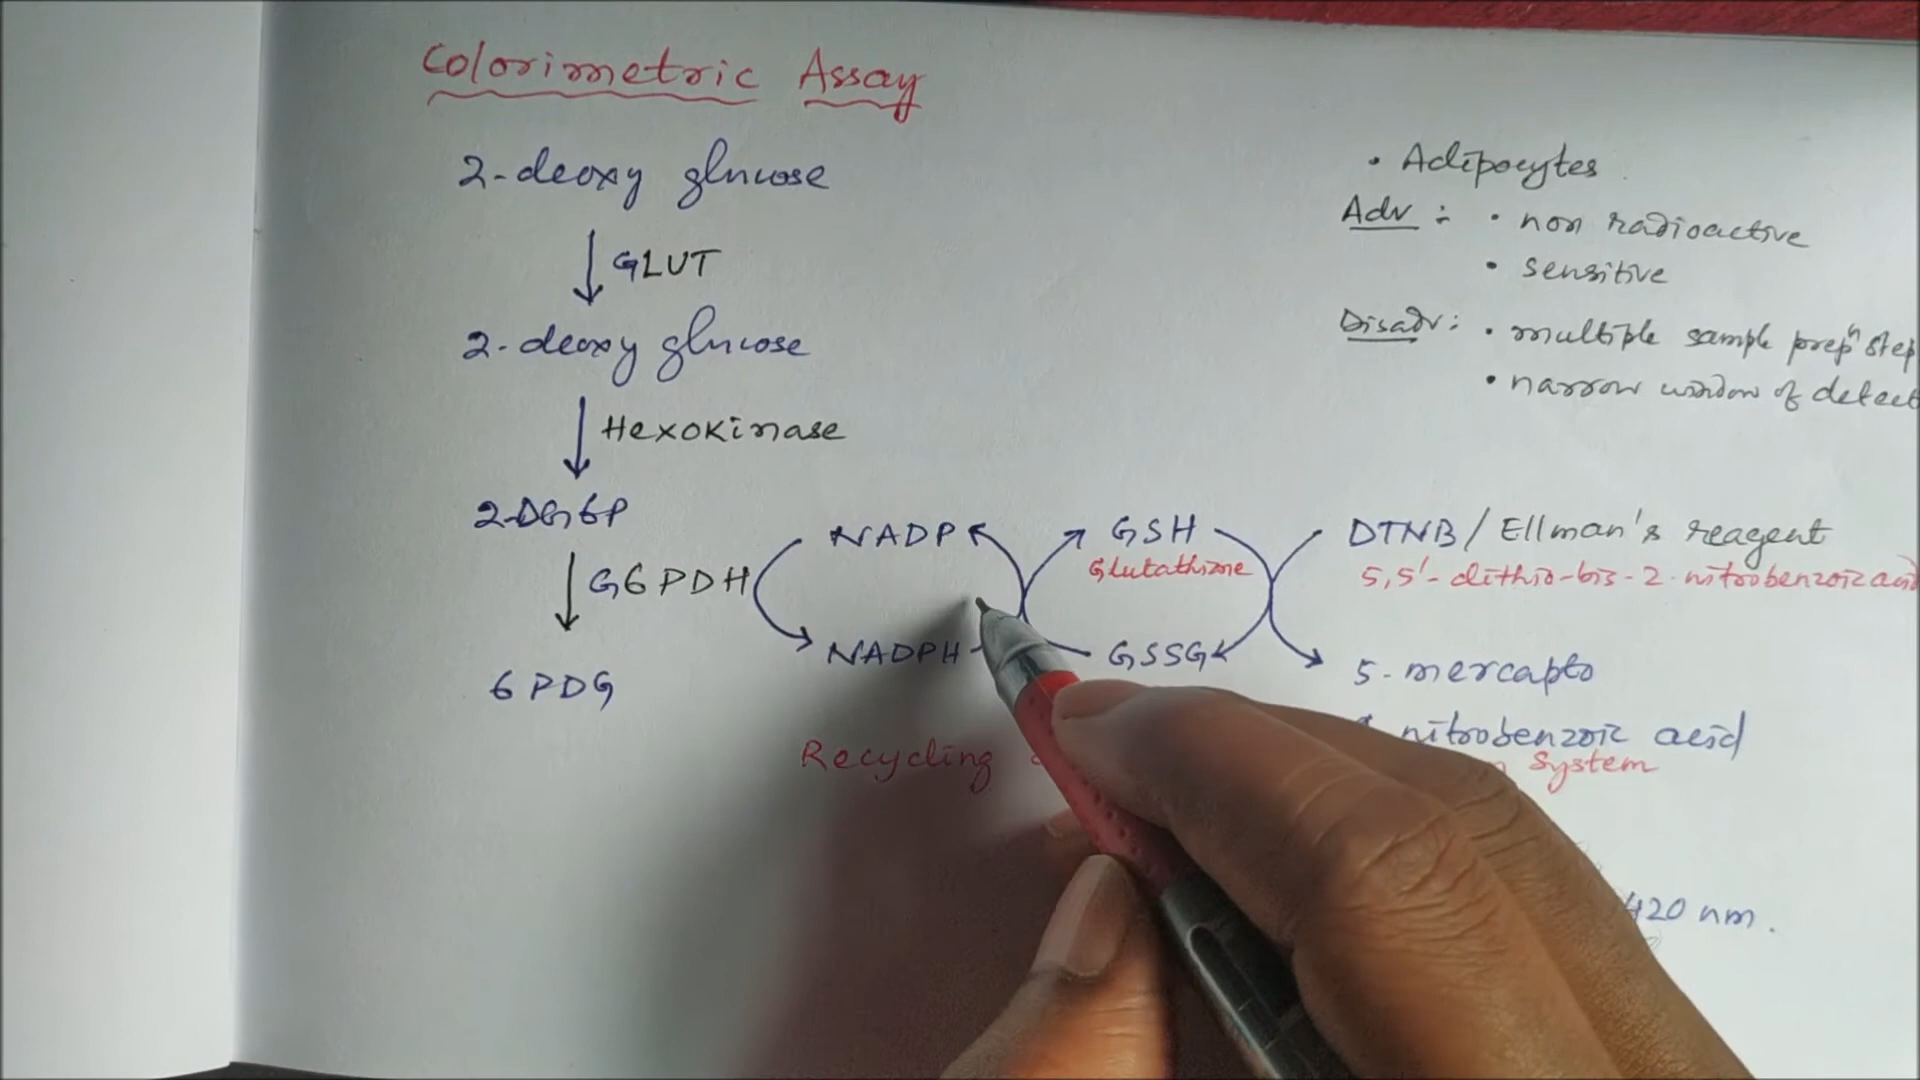 Colorimetric Assay
2-deoxy glucose
GLUT
2-deoxy glucose
Hexokinase
2-DG6P
G6PDH
6PDG
NADP
NADPH
GSH
Glutathione
GSSG
DTNB / Ellman's reagent
5,5'-dithio-bis-2-nitrobenzoic acid
5-mercapto
nitrobenzoic acid
Recycling
System
420 nm.
• Adipocytes
Adv : • non radioactive
• sensitive
Disadv : • multiple sample prepⁿ step
• narrow window of detect